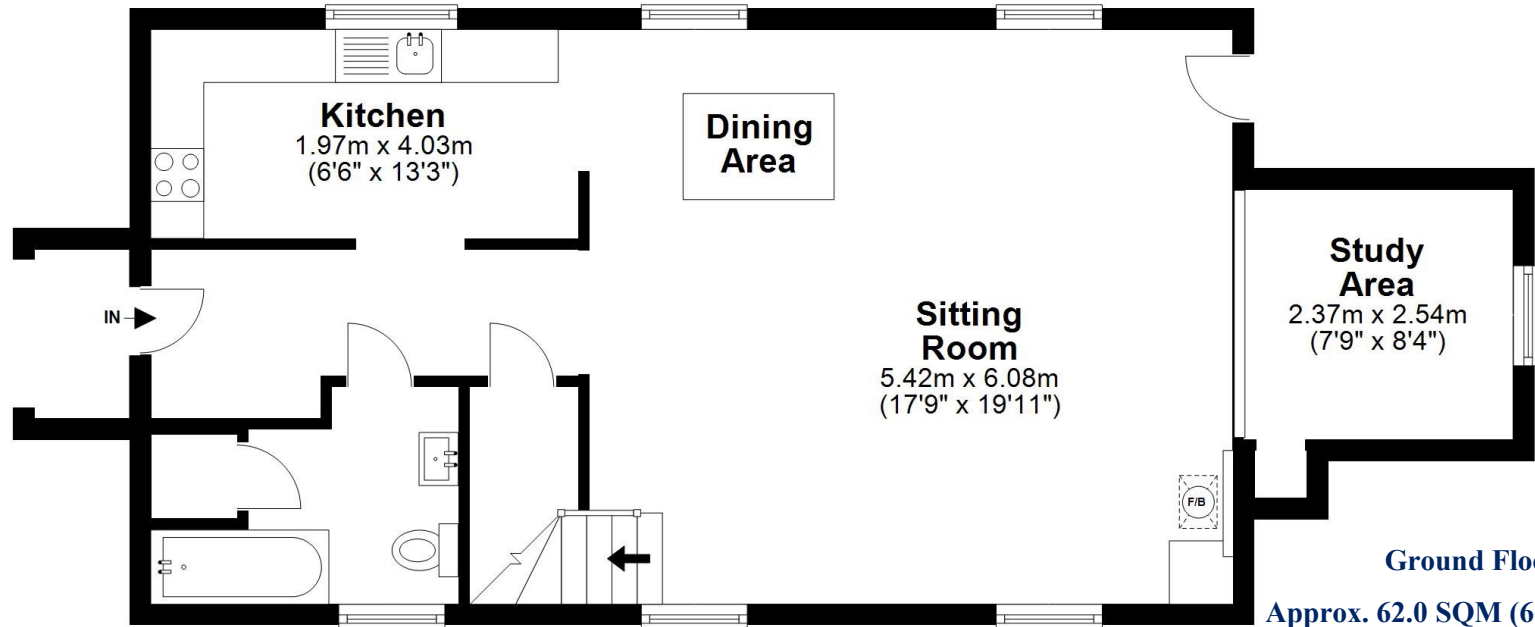 Kitchen
1.97m x 4.03m
(6'6" x 13'3")
Dining
Area
IN
Sitting
Room
5.42m x 6.08m
(17'9" x 19'11")
Study
Area
2.37m x 2.54m
(7'9" x 8'4")
F/B
Ground Floo
Approx. 62.0 SQM (6